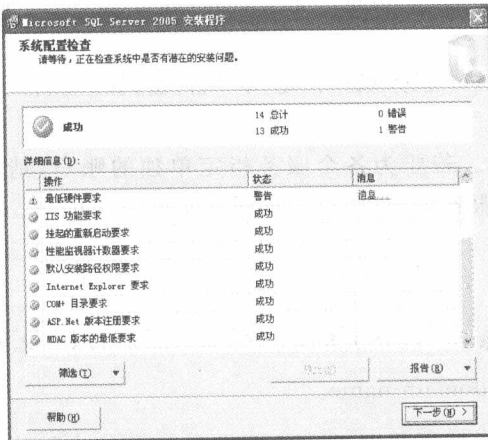 Microsoft SQL Server 2005 安装程序
系统配置检查
请等待，正在检查系统中是否有潜在的安装问题。
成功
14 总计
0 错误
13 成功
1 警告
详细信息(D):
操作 状态 消息
最低硬件要求 警告 消息...
IIS 功能要求 成功
挂起的重新启动要求 成功
性能监视器计数器要求 成功
默认安装路径权限要求 成功
Internet Explorer 要求 成功
COM+ 目录要求 成功
ASP.Net 版本注册要求 成功
MDAC 版本的最低要求 成功
筛选(T)
报告(R)
帮助(H)
下一步(N) >